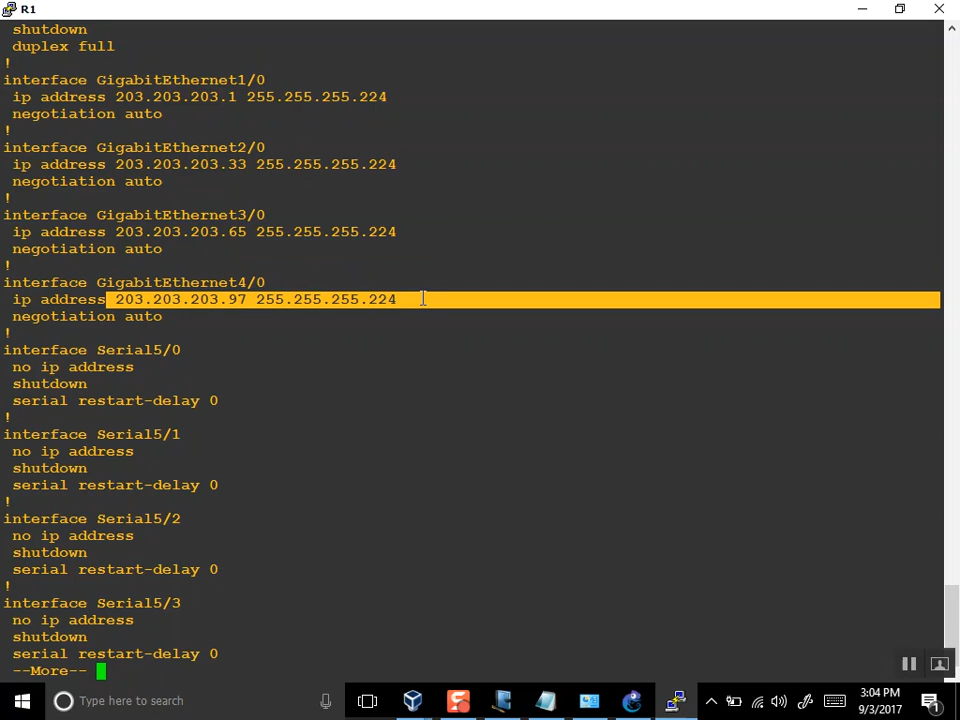 R1
shutdown
duplex full
!
interface GigabitEthernet1/0
ip address 203.203.203.1 255.255.255.224
negotiation auto
!
interface GigabitEthernet2/0
ip address 203.203.203.33 255.255.255.224
negotiation auto
!
interface GigabitEthernet3/0
ip address 203.203.203.65 255.255.255.224
negotiation auto
!
interface GigabitEthernet4/0
ip address 203.203.203.97 255.255.255.224
negotiation auto
!
interface Serial5/0
no ip address
shutdown
serial restart-delay 0
!
interface Serial5/1
no ip address
shutdown
serial restart-delay 0
!
interface Serial5/2
no ip address
shutdown
serial restart-delay 0
!
interface Serial5/3
no ip address
shutdown
serial restart-delay 0
--More--
Type here to search
3:04 PM
9/3/2017
1